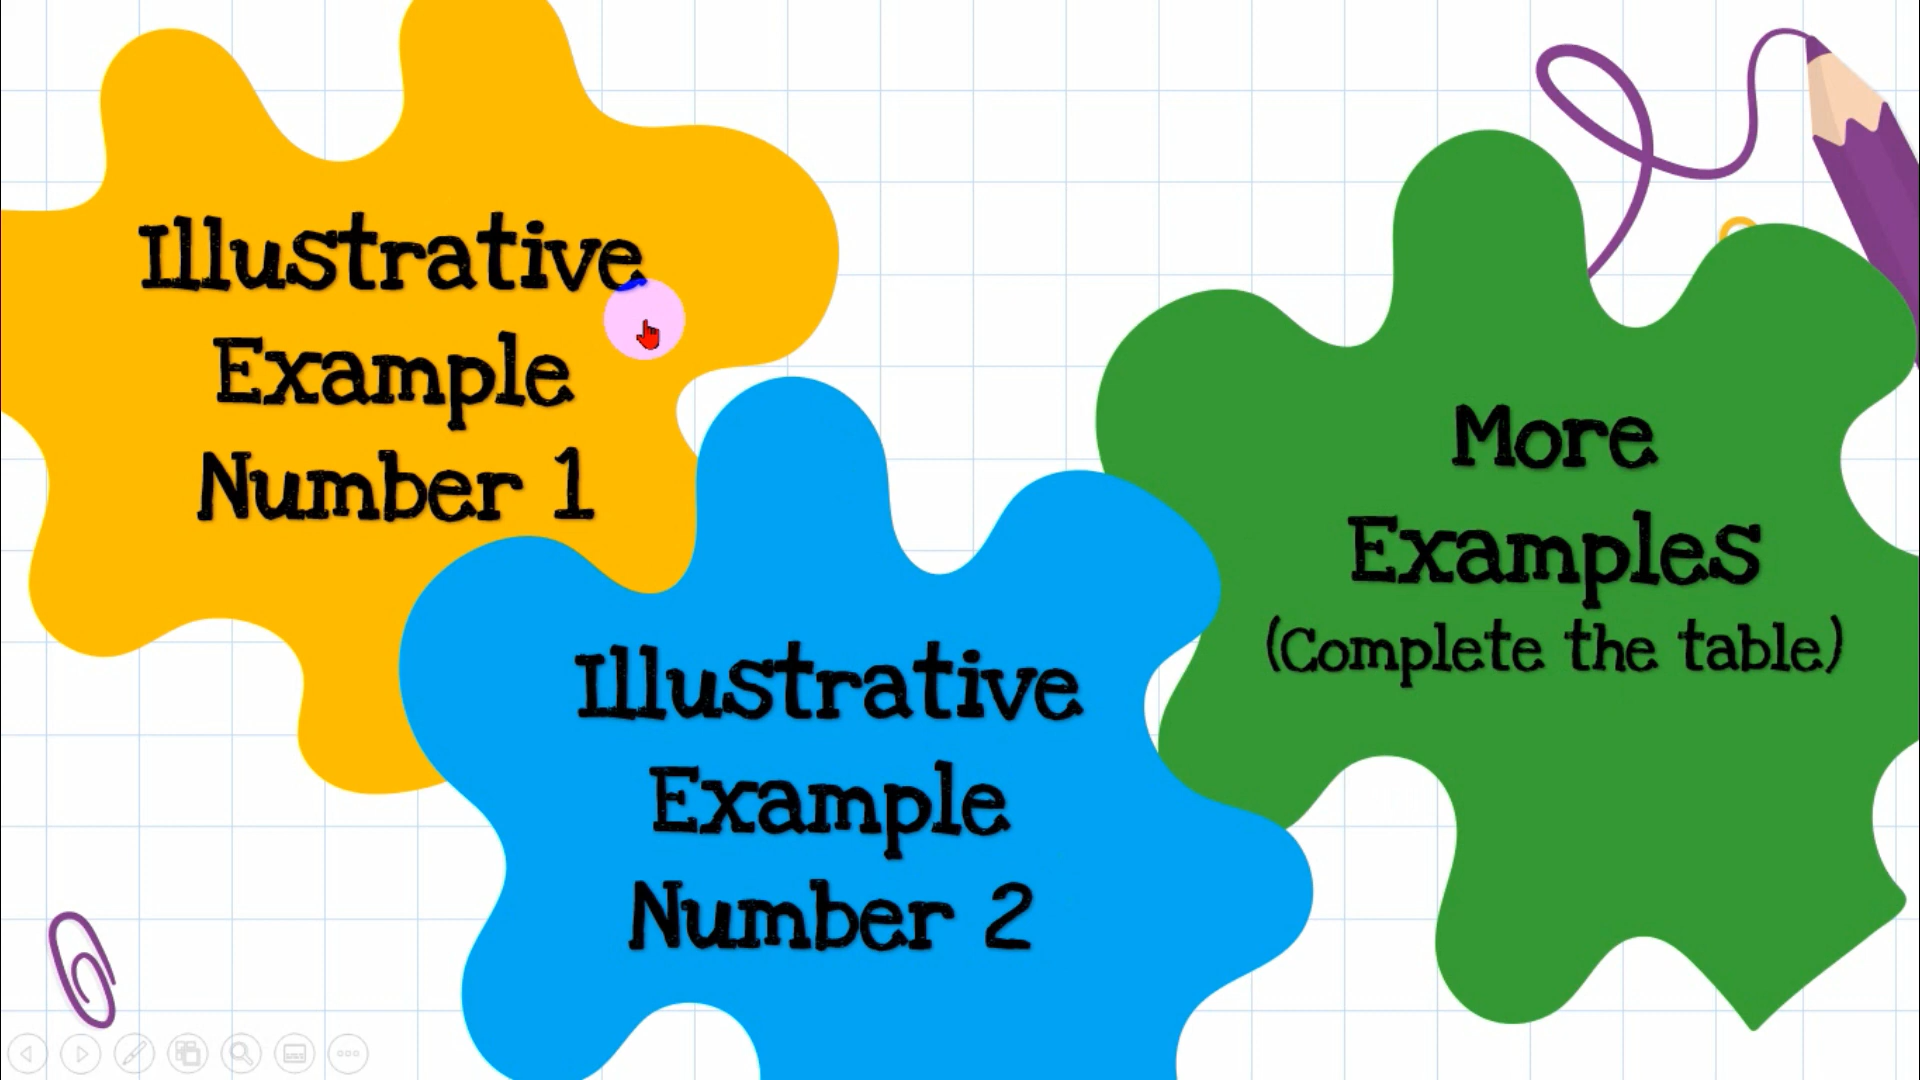 Illustrative
Example
Number 1
Illustrative
Example
Number 2
More
Examples
(Complete the table)